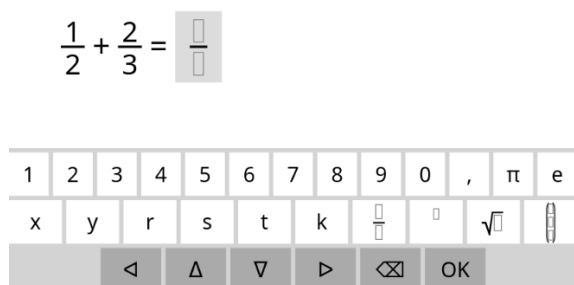 1/2 + 2/3 = ▯/▯
1 2 3 4 5 6 7 8 9 0 , π e
x y r s t k ▯/▯ ▯ √▯
◁ △ ▽ ▷ ⌫ OK